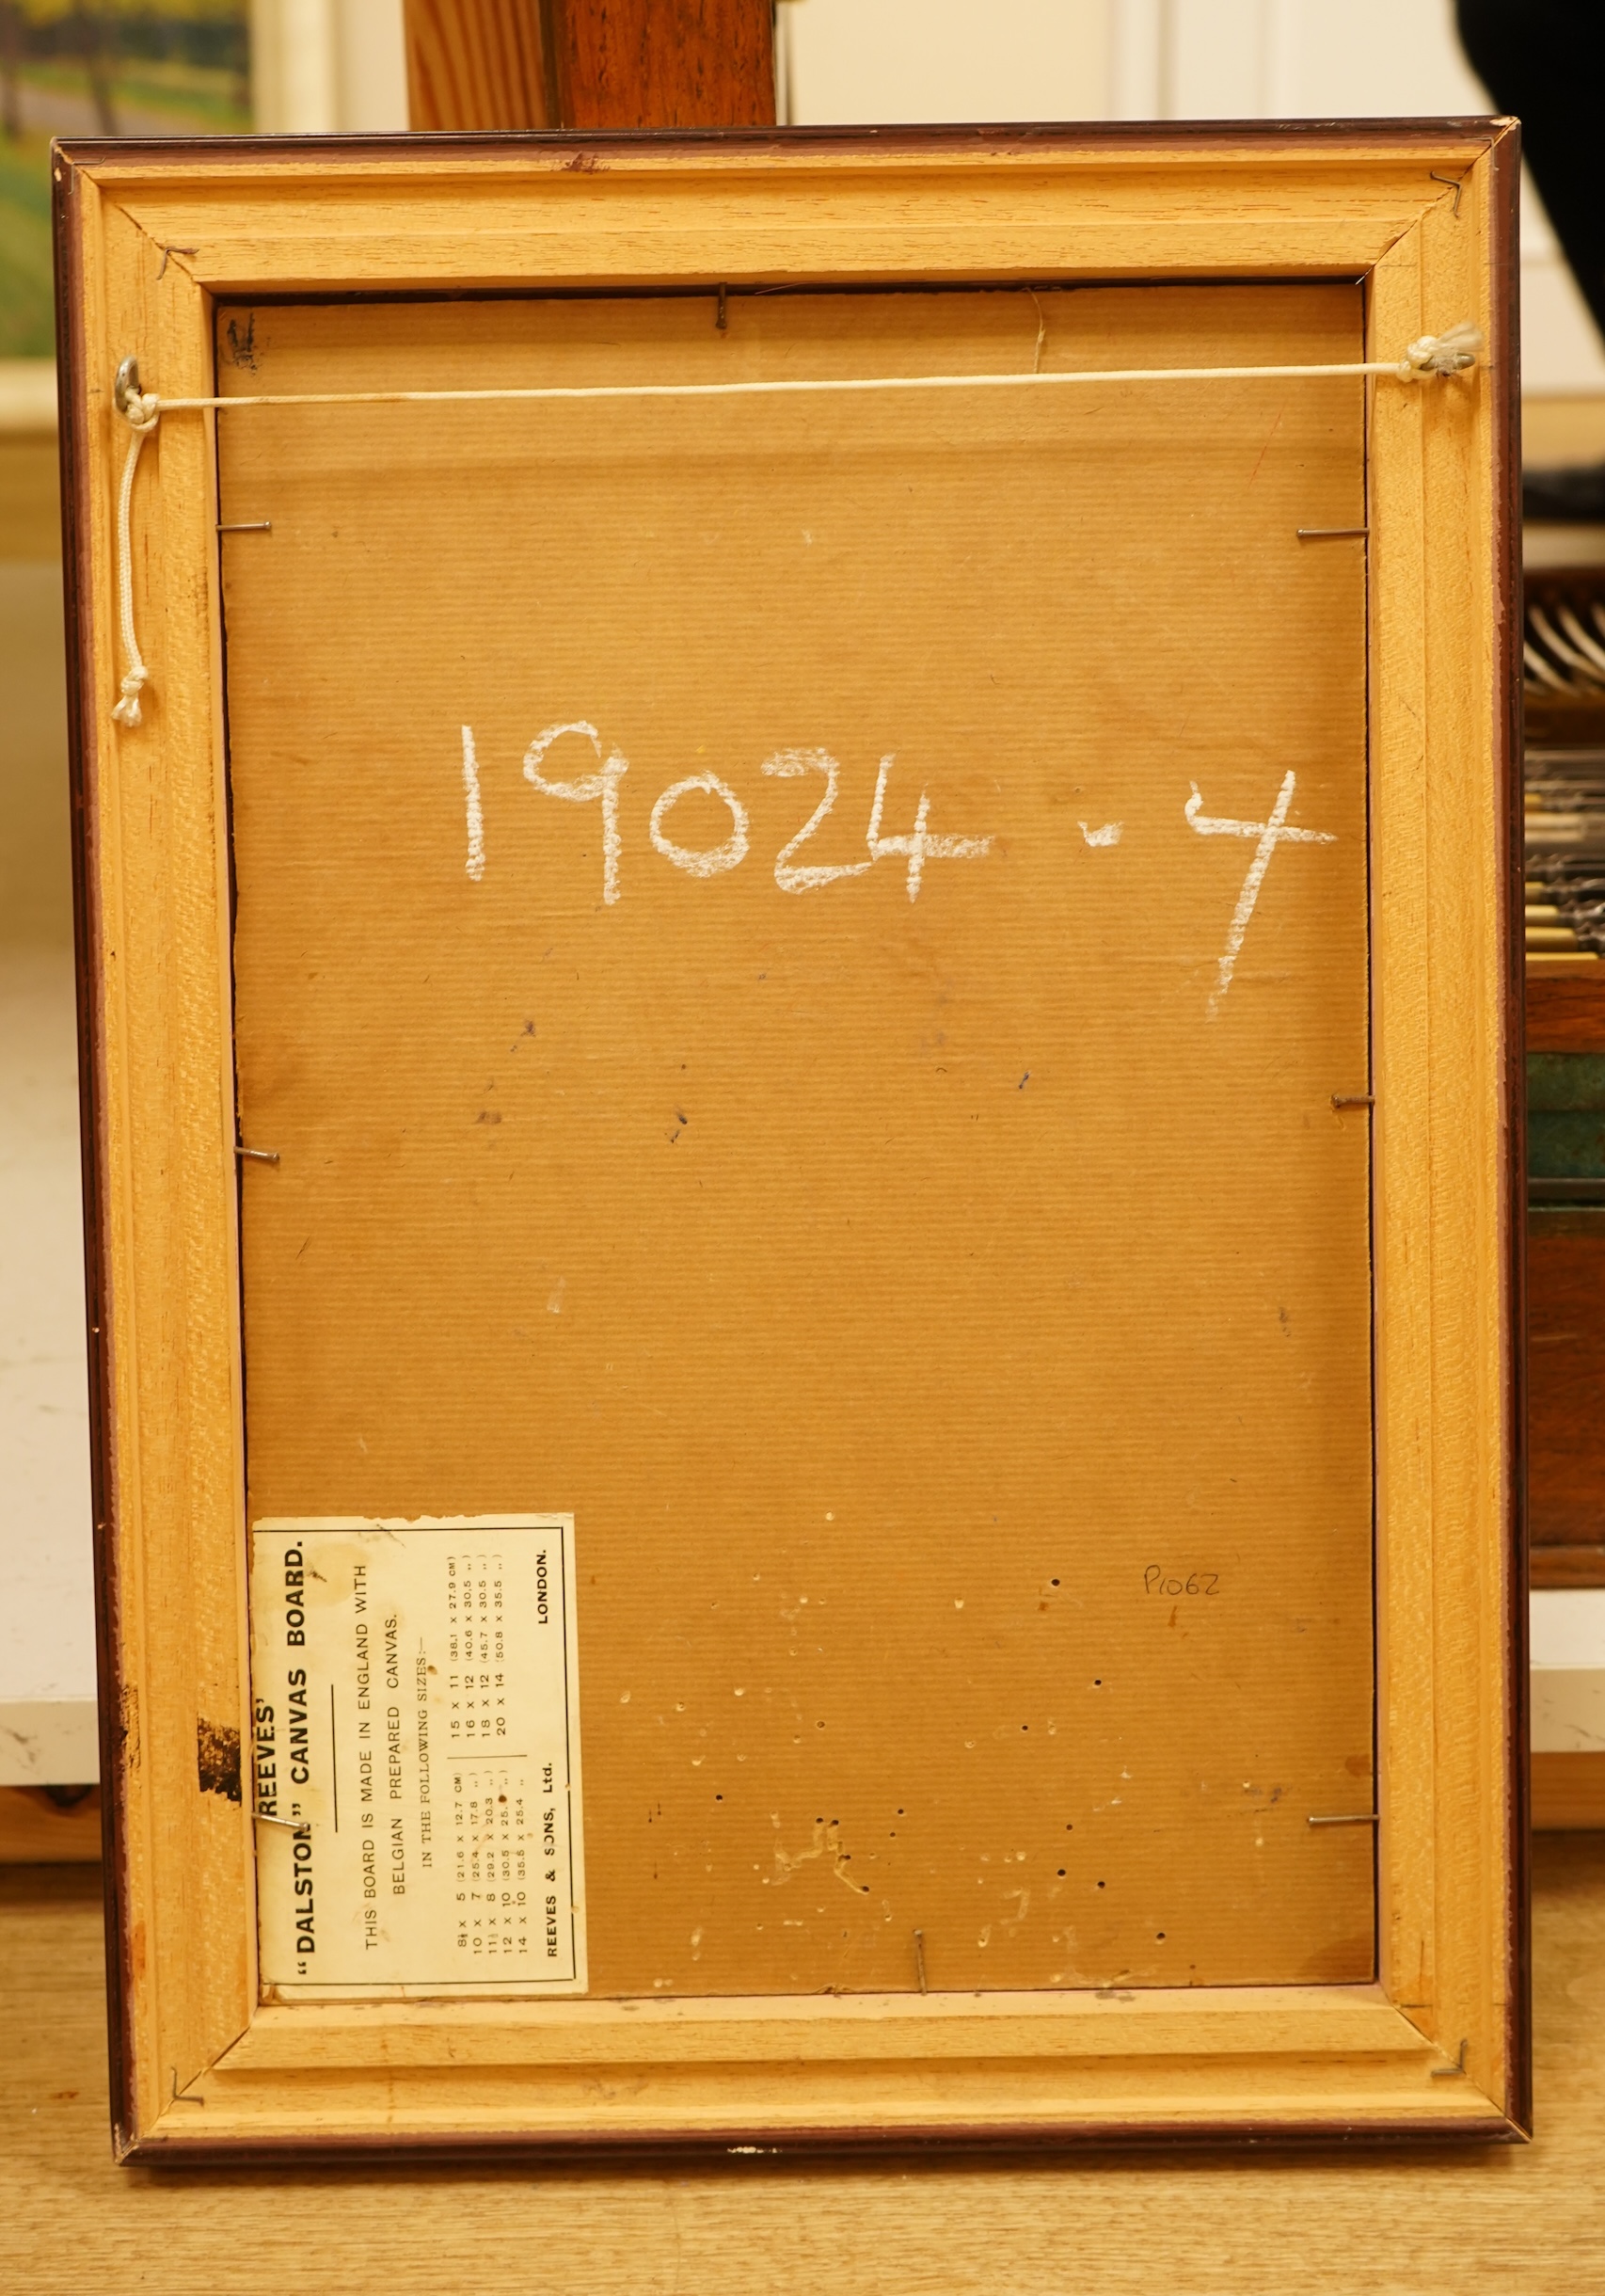 19024 - 7
P1062
REEVES'
"DALSTON" CANVAS BOARD.
THIS BOARD IS MADE IN ENGLAND WITH
BELGIAN PREPARED CANVAS.
IN THE FOLLOWING SIZES:—
8½ x 5 (21.6 x 12.7 CM) 15 x 11 (38.1 x 27.9 CM)
10 x 7 (25.4 x 17.8 ,, ) 16 x 12 (40.6 x 30.5 ,, )
11½ x 8 (29.2 x 20.3 ,, ) 18 x 12 (45.7 x 30.5 ,, )
12 x 10 (30.5 x 25. ,, ) 20 x 14 (50.8 x 35.5 ,, )
14 x 10 (35.5 x 25.4 ,,
REEVES & SONS, Ltd. LONDON.